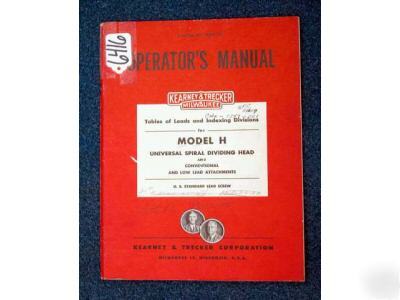 6416
OPERATOR'S MANUAL
KEARNEY & TRECKER
MILWAUKEE
Tables of Leads and Indexing Divisions
for
MODEL H
UNIVERSAL SPIRAL DIVIDING HEAD
AND
CONVENTIONAL
AND LOW LEAD ATTACHMENTS
U. S. STANDARD LEAD SCREW
KEARNEY & TRECKER CORPORATION
MILWAUKEE 14, WISCONSIN, U.S.A.